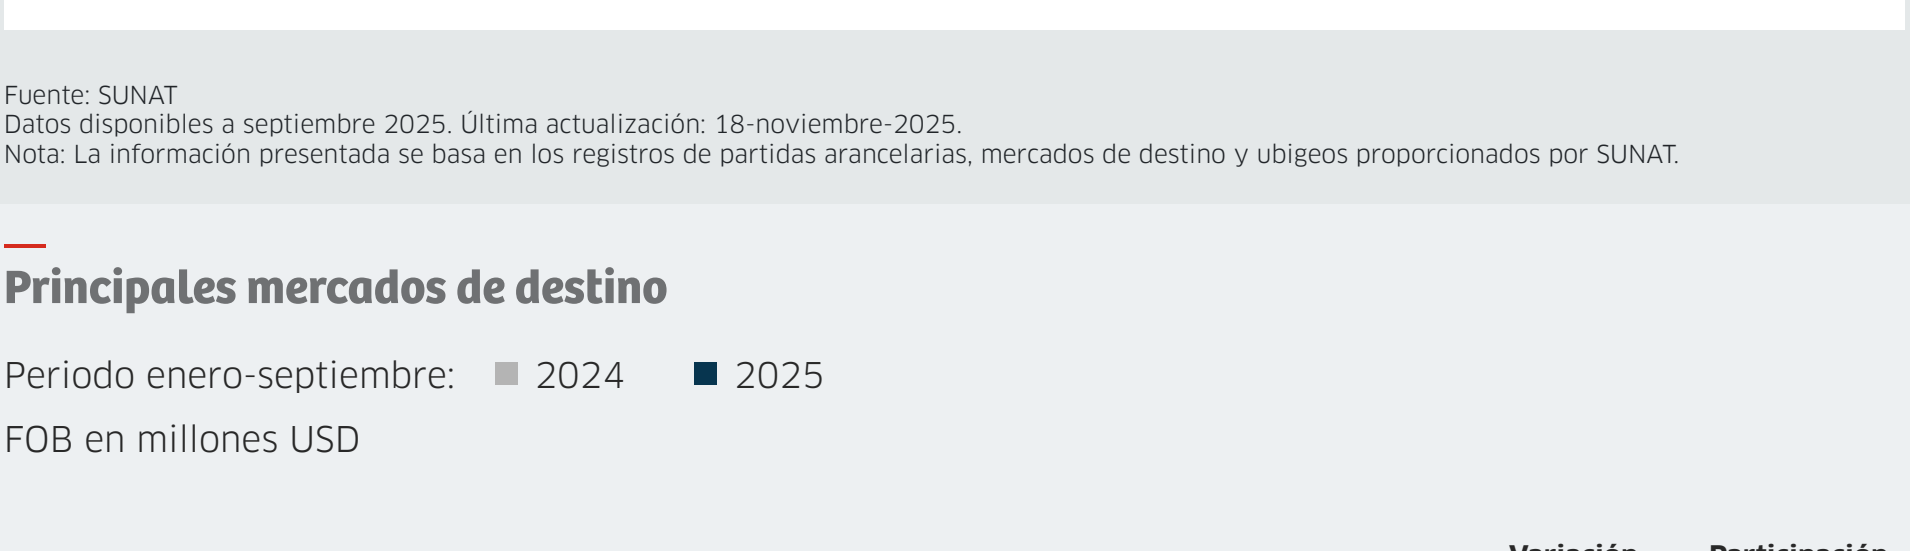 Fuente: SUNAT
Datos disponibles a septiembre 2025. Última actualización: 18-noviembre-2025.
Nota: La información presentada se basa en los registros de partidas arancelarias, mercados de destino y ubigeos proporcionados por SUNAT.
Principales mercados de destino
Periodo enero-septiembre: 2024 2025
FOB en millones USD
Variación Participación